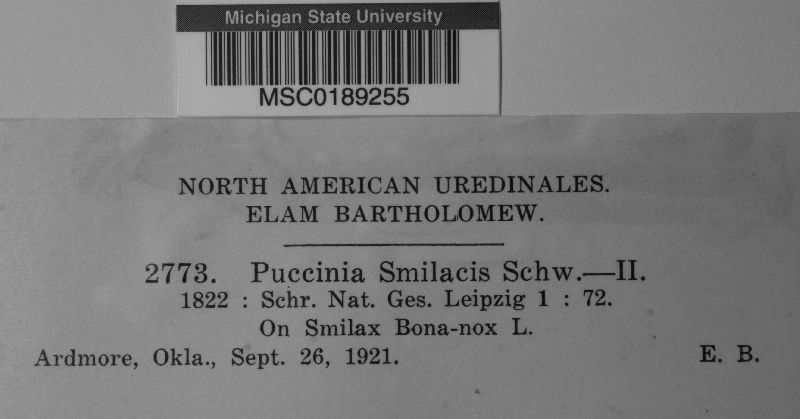 Michigan State University
MSC0189255
NORTH AMERICAN UREDINALES.
ELAM BARTHOLOMEW.
2773. Puccinia Smilacis Schw.—II.
1822 : Schr. Nat. Ges. Leipzig 1 : 72.
On Smilax Bona-nox L.
Ardmore, Okla., Sept. 26, 1921. E. B.